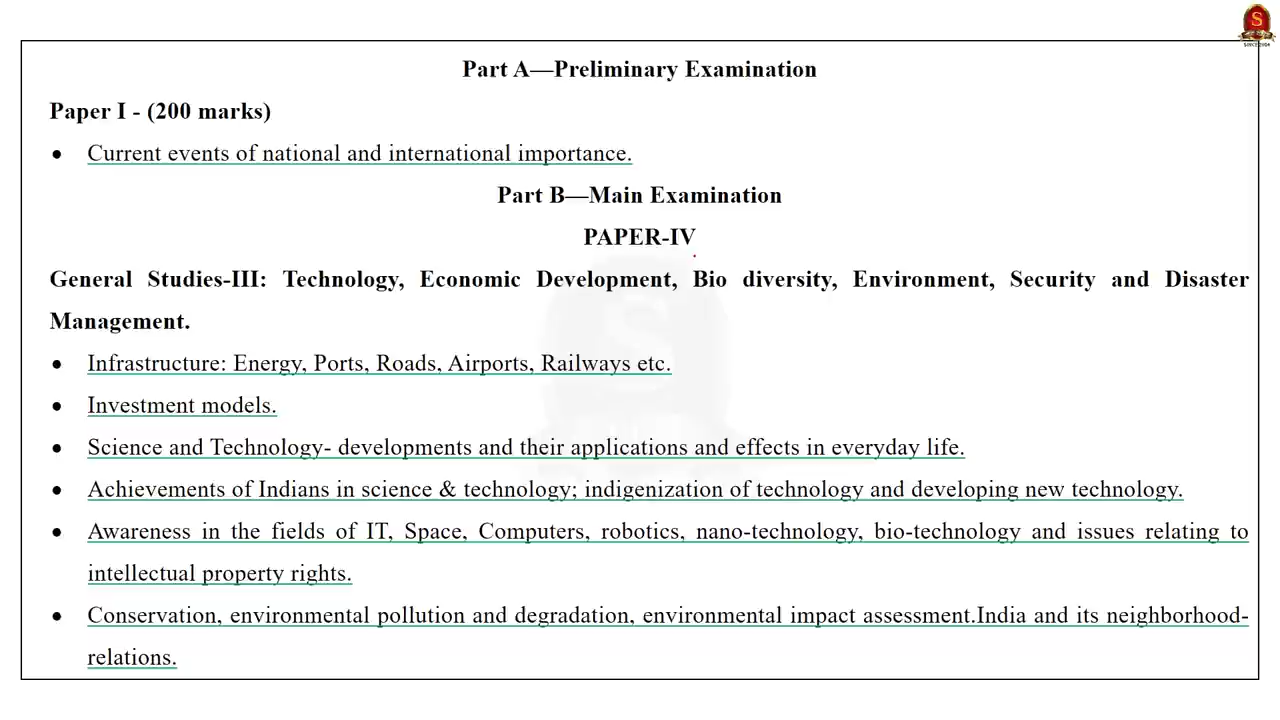 Part A—Preliminary Examination
Paper I - (200 marks)
• Current events of national and international importance.
Part B—Main Examination
PAPER-IV
General Studies-III: Technology, Economic Development, Bio diversity, Environment, Security and Disaster
Management.
• Infrastructure: Energy, Ports, Roads, Airports, Railways etc.
• Investment models.
• Science and Technology- developments and their applications and effects in everyday life.
• Achievements of Indians in science & technology; indigenization of technology and developing new technology.
• Awareness in the fields of IT, Space, Computers, robotics, nano-technology, bio-technology and issues relating to
intellectual property rights.
• Conservation, environmental pollution and degradation, environmental impact assessment.India and its neighborhood-
relations.